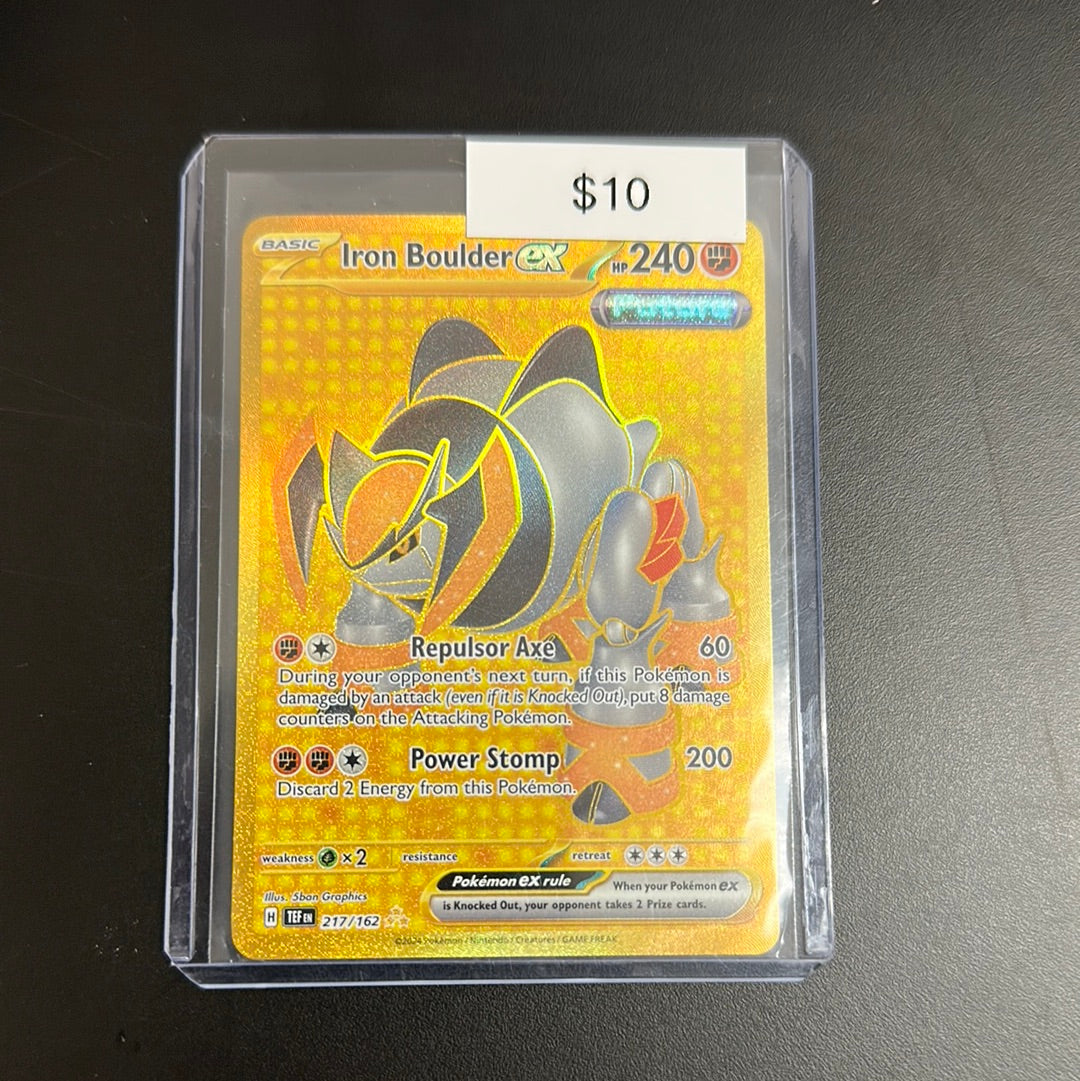 $10
BASIC Iron Boulder ex HP 240
Repulsor Axe 60
During your opponent's next turn, if this Pokémon is
damaged by an attack (even if it is Knocked Out), put 8 damage
counters on the Attacking Pokémon.
Power Stomp 200
Discard 2 Energy from this Pokémon.
weakness ×2 resistance retreat
Pokémon ex rule When your Pokémon ex
is Knocked Out, your opponent takes 2 Prize cards.
Illus. 5ban Graphics
H TEF EN 217/162
©2024 Pokémon / Nintendo / Creatures / GAME FREAK